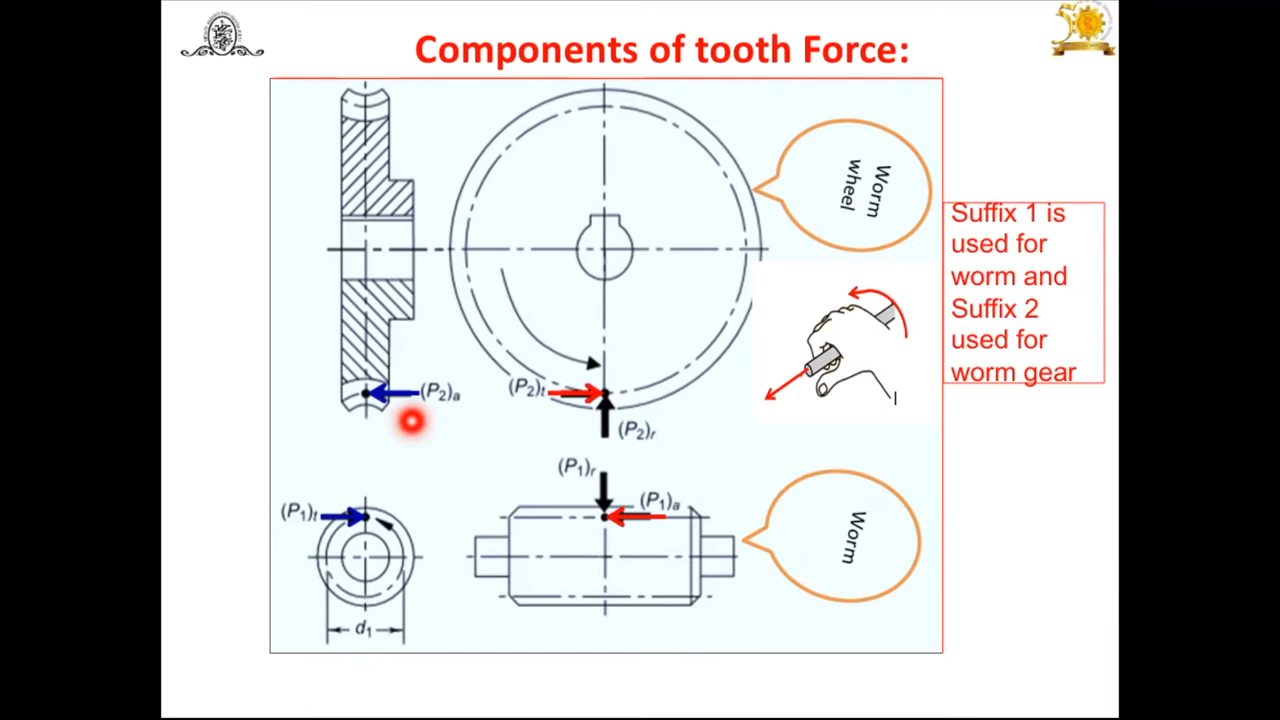 Components of tooth Force:
Worm
wheel
Suffix 1 is
used for
worm and
Suffix 2
used for
worm gear
(P2)a
(P2)t
(P2)r
(P1)r
(P1)a
(P1)t
Worm
d1